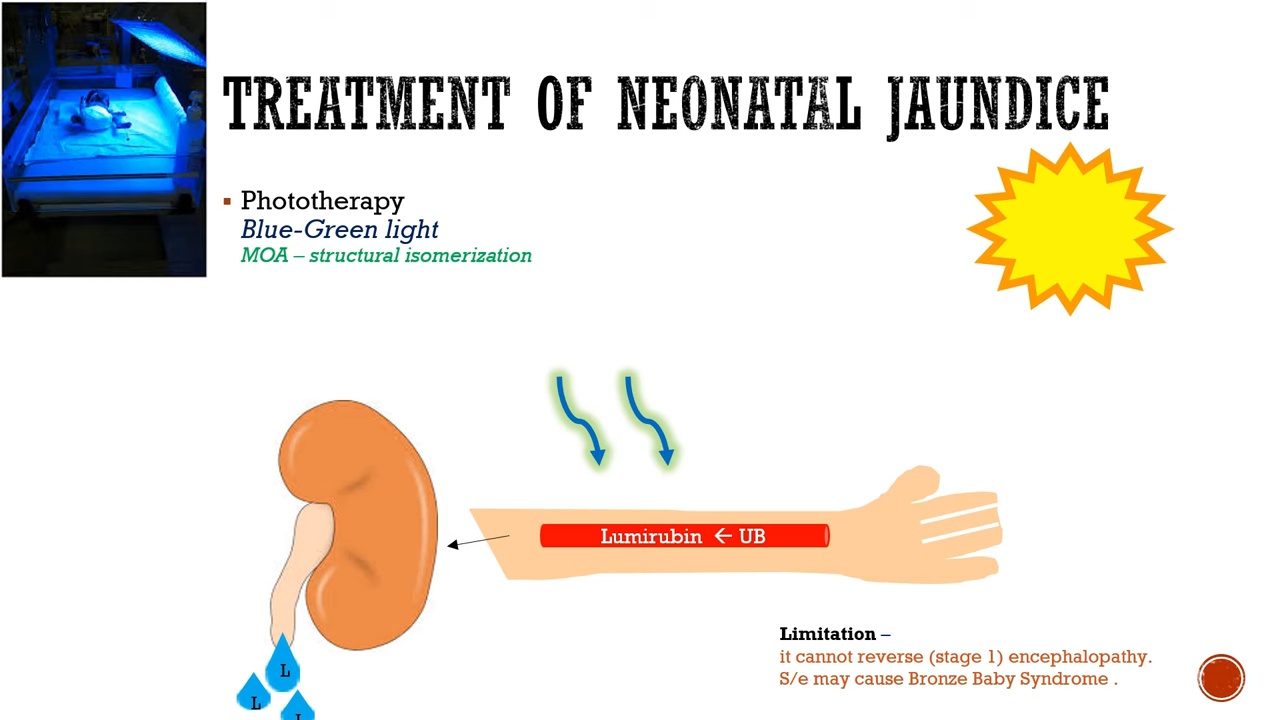 TREATMENT OF NEONATAL JAUNDICE
▪ Phototherapy
Blue-Green light
MOA – structural isomerization
Lumirubin ← UB
Limitation –
it cannot reverse (stage 1) encephalopathy.
S/e may cause Bronze Baby Syndrome .
L
L
L